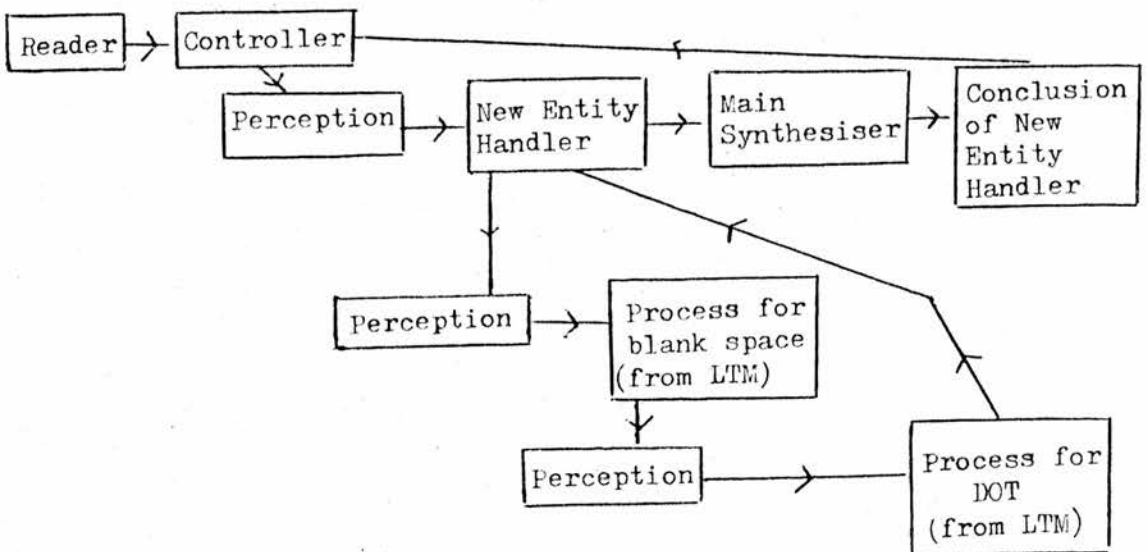 Reader
Controller
Perception
New Entity
Handler
Main
Synthesiser
Conclusion
of New
Entity
Handler
Perception
Process for
blank space
(from LTM)
Perception
Process for
DOT
(from LTM)